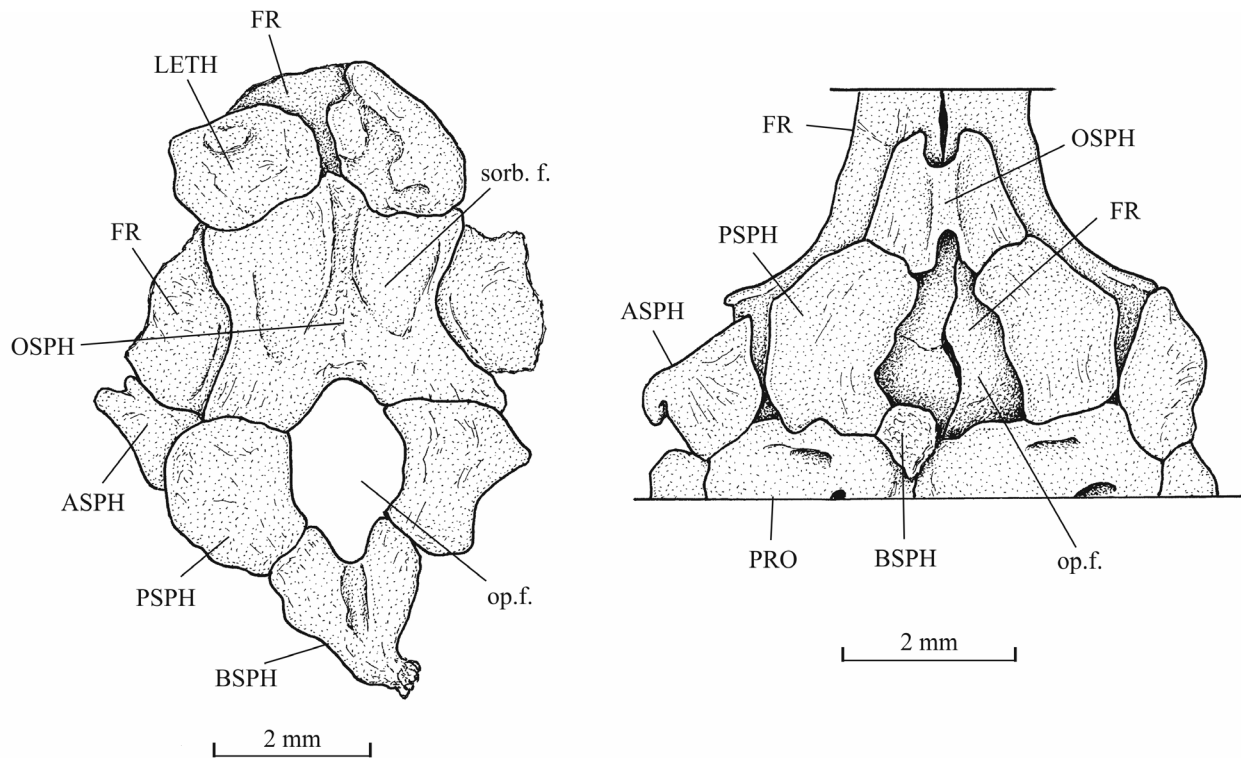 FR
LETH
sorb. f.
FR
OSPH
ASPH
PSPH
op.f.
BSPH
2 mm
FR
OSPH
PSPH
FR
ASPH
PRO
BSPH
op.f.
2 mm